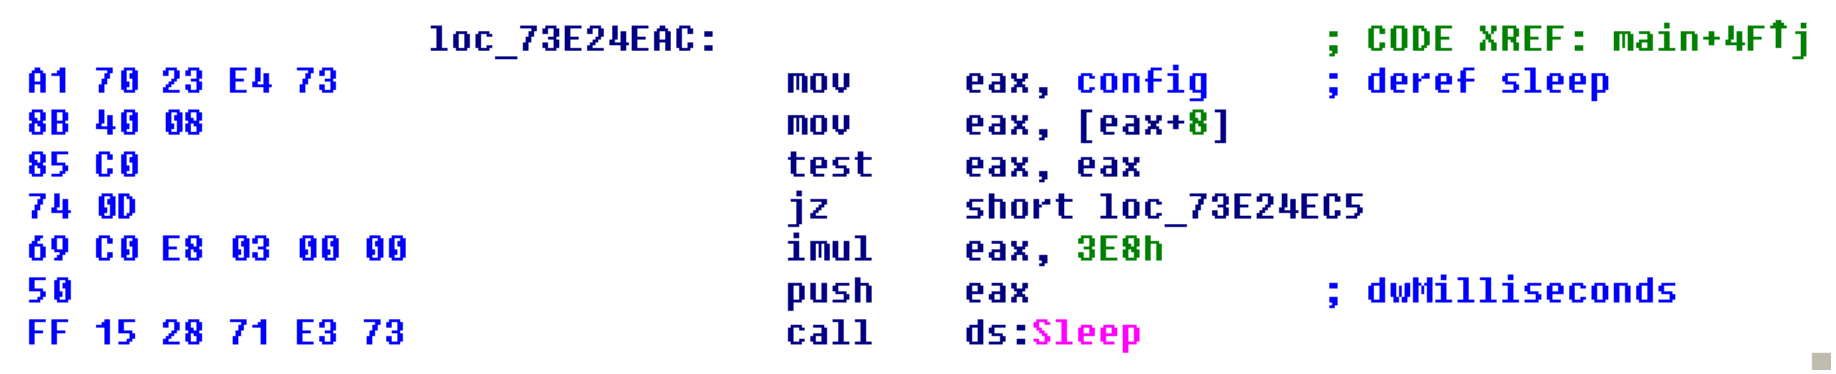 loc_73E24EAC: ; CODE XREF: main+4F↑j
A1 70 23 E4 73 mov eax, config ; deref sleep
8B 40 08 mov eax, [eax+8]
85 C0 test eax, eax
74 0D jz short loc_73E24EC5
69 C0 E8 03 00 00 imul eax, 3E8h
50 push eax ; dwMilliseconds
FF 15 28 71 E3 73 call ds:Sleep